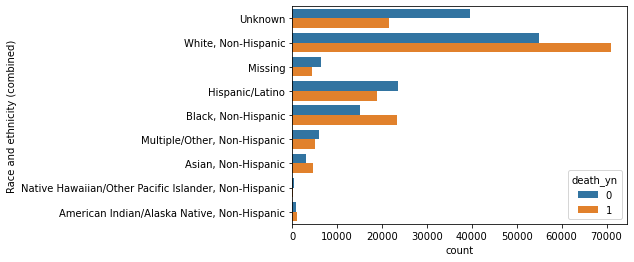 Race and ethnicity (combined)
Unknown
White, Non-Hispanic
Missing
Hispanic/Latino
Black, Non-Hispanic
Multiple/Other, Non-Hispanic
Asian, Non-Hispanic
Native Hawaiian/Other Pacific Islander, Non-Hispanic
American Indian/Alaska Native, Non-Hispanic
death_yn
0
1
0 10000 20000 30000 40000 50000 60000 70000
count